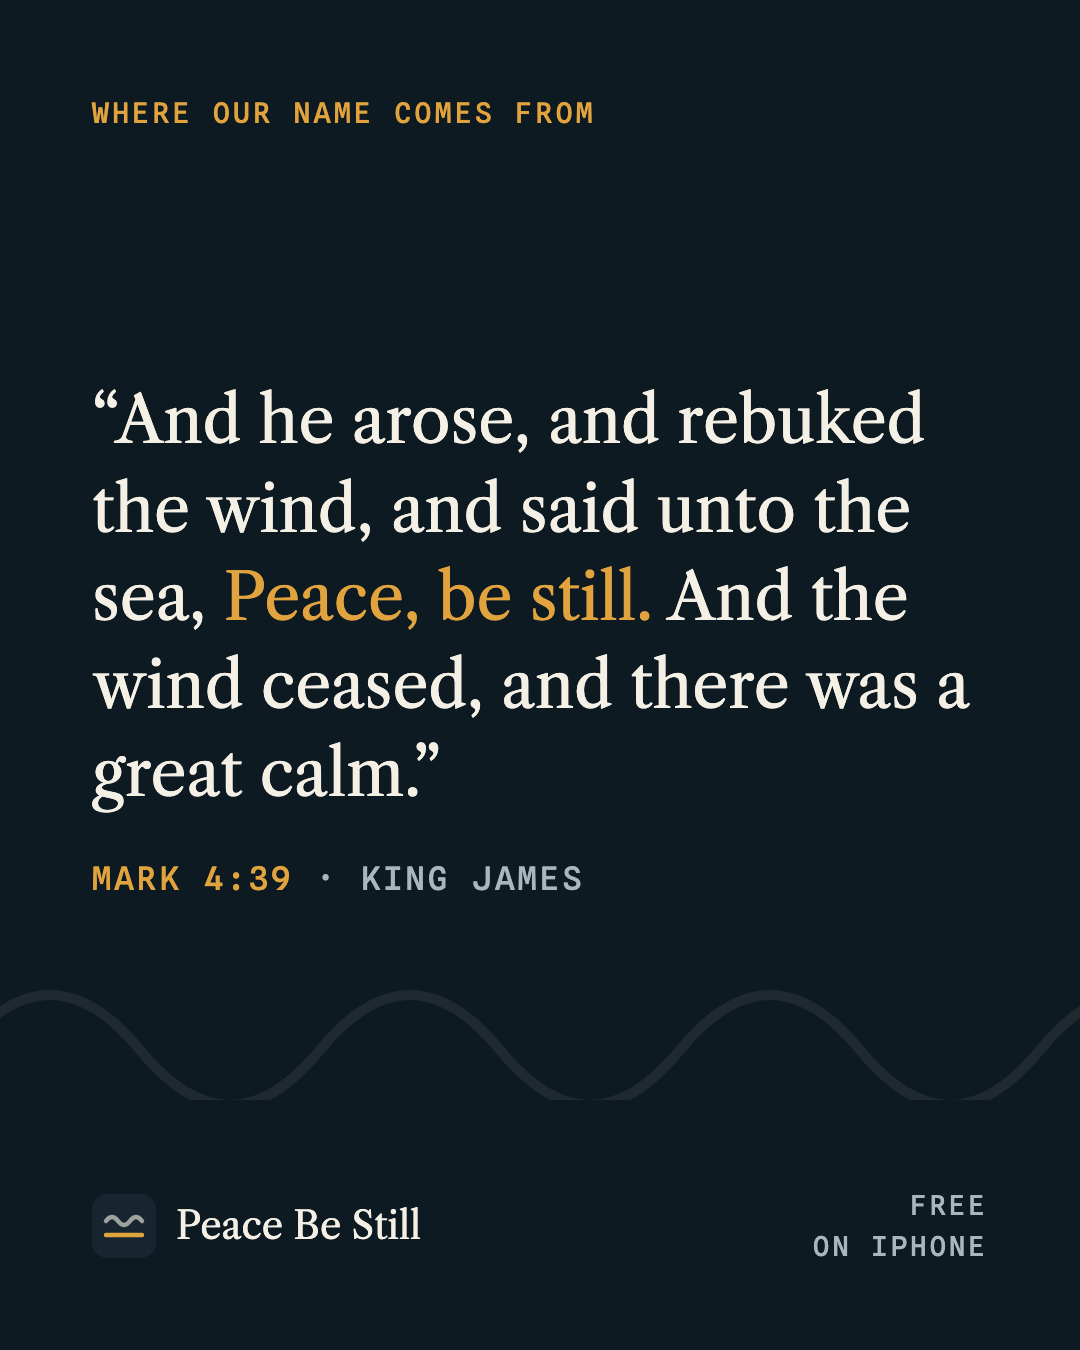 WHERE OUR NAME COMES FROM
“And he arose, and rebuked
the wind, and said unto the
sea, Peace, be still. And the
wind ceased, and there was a
great calm.”
MARK 4:39 · KING JAMES
Peace Be Still
FREE
ON IPHONE